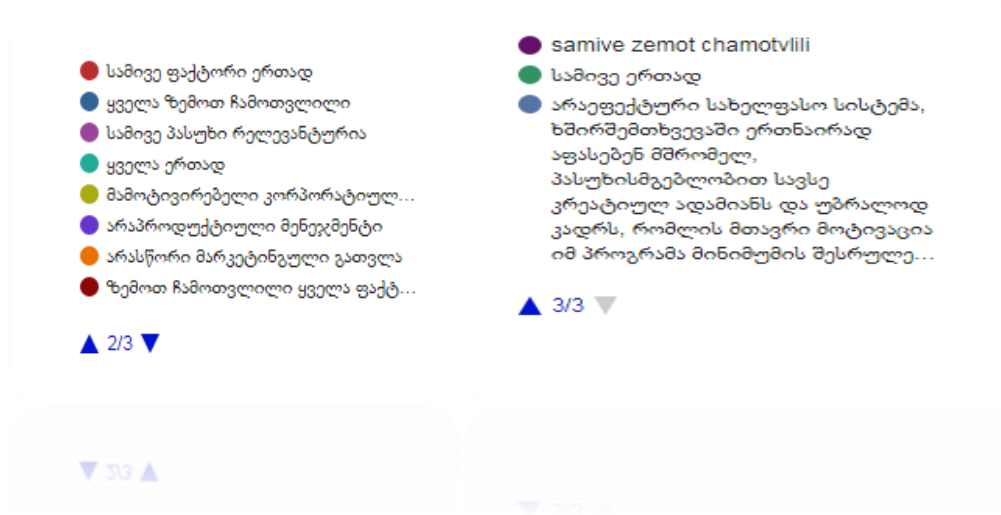 სამივე ფაქტორი ერთად
ყველა ზემოთ ჩამოთვლილი
სამივე პასუხი რელევანტურია
ყველა ერთად
მამოტივირებელი კორპორატიულ...
არაპროდუქტიული მენეჯმენტი
არასწორი მარკეტინგული გათვლა
ზემოთ ჩამოთვლილი ყველა ფაქტ...
2/3
samive zemot chamotvlili
სამივე ერთად
არაეფექტური სახელფასო სისტემა,
ხშირშემთხვევაში ერთნაირად
აფასებენ მშრომელ,
პასუხისმგებლობით სავსე
კრეატიულ ადამიანს და უბრალოდ
კადრს, რომლის მთავრი მოტივაცია
იმ პროგრამა მინიმუმის შესრულე...
3/3